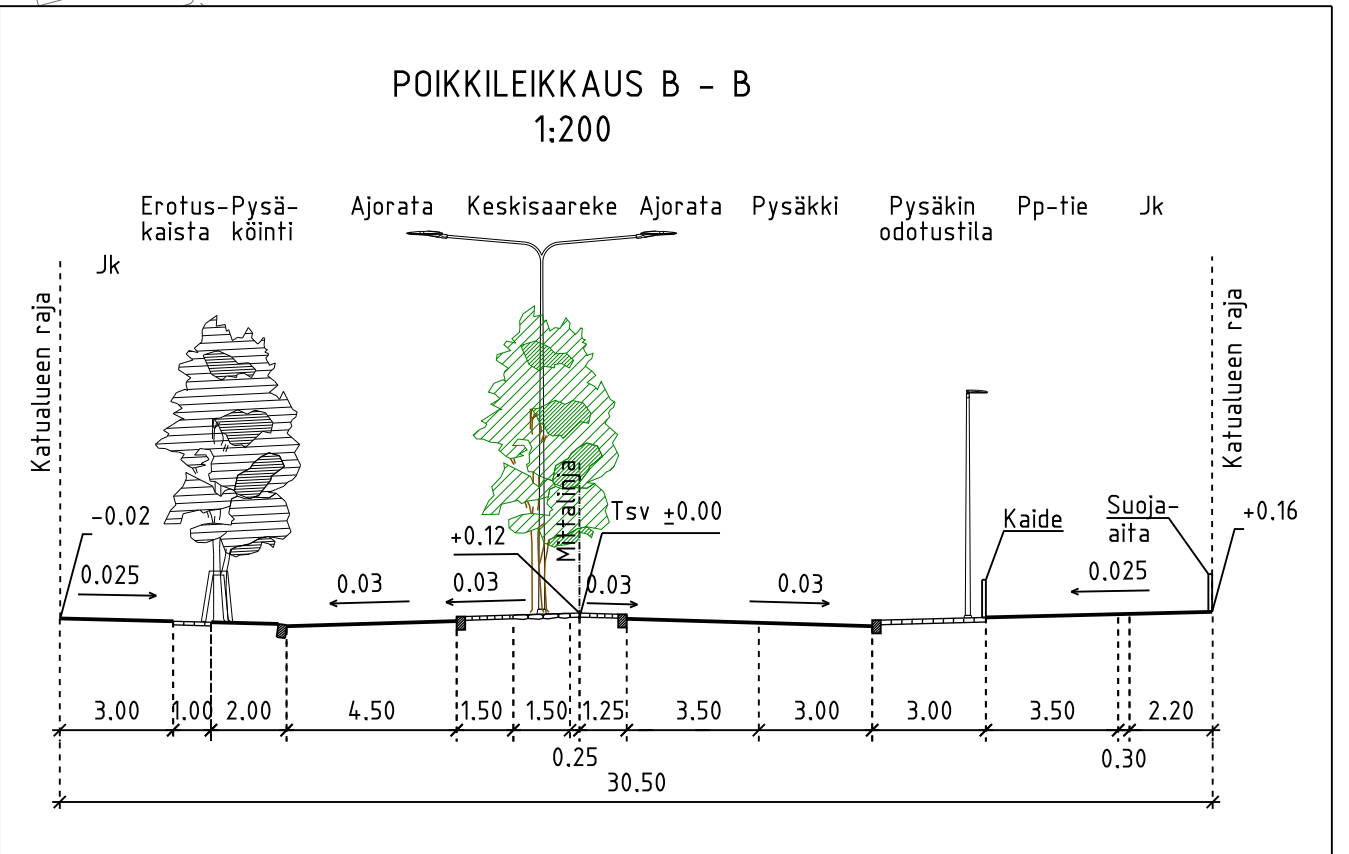 POIKKILEIKKAUS B - B
1:200
Erotus-
kaista
Pysä-
köinti
Ajorata
Keskisaareke
Ajorata
Pysäkki
Pysäkin
odotustila
Pp-tie
Jk
Jk
Katualueen raja
Katualueen raja
Mittalinja
-0.02
+0.12
Tsv ±0.00
Kaide
Suoja-
aita
+0.16
0.025
0.03
0.03
0.03
0.03
0.025
3.00
1.00
2.00
4.50
1.50
1.50
1.25
3.50
3.00
3.00
3.50
2.20
0.25
0.30
30.50